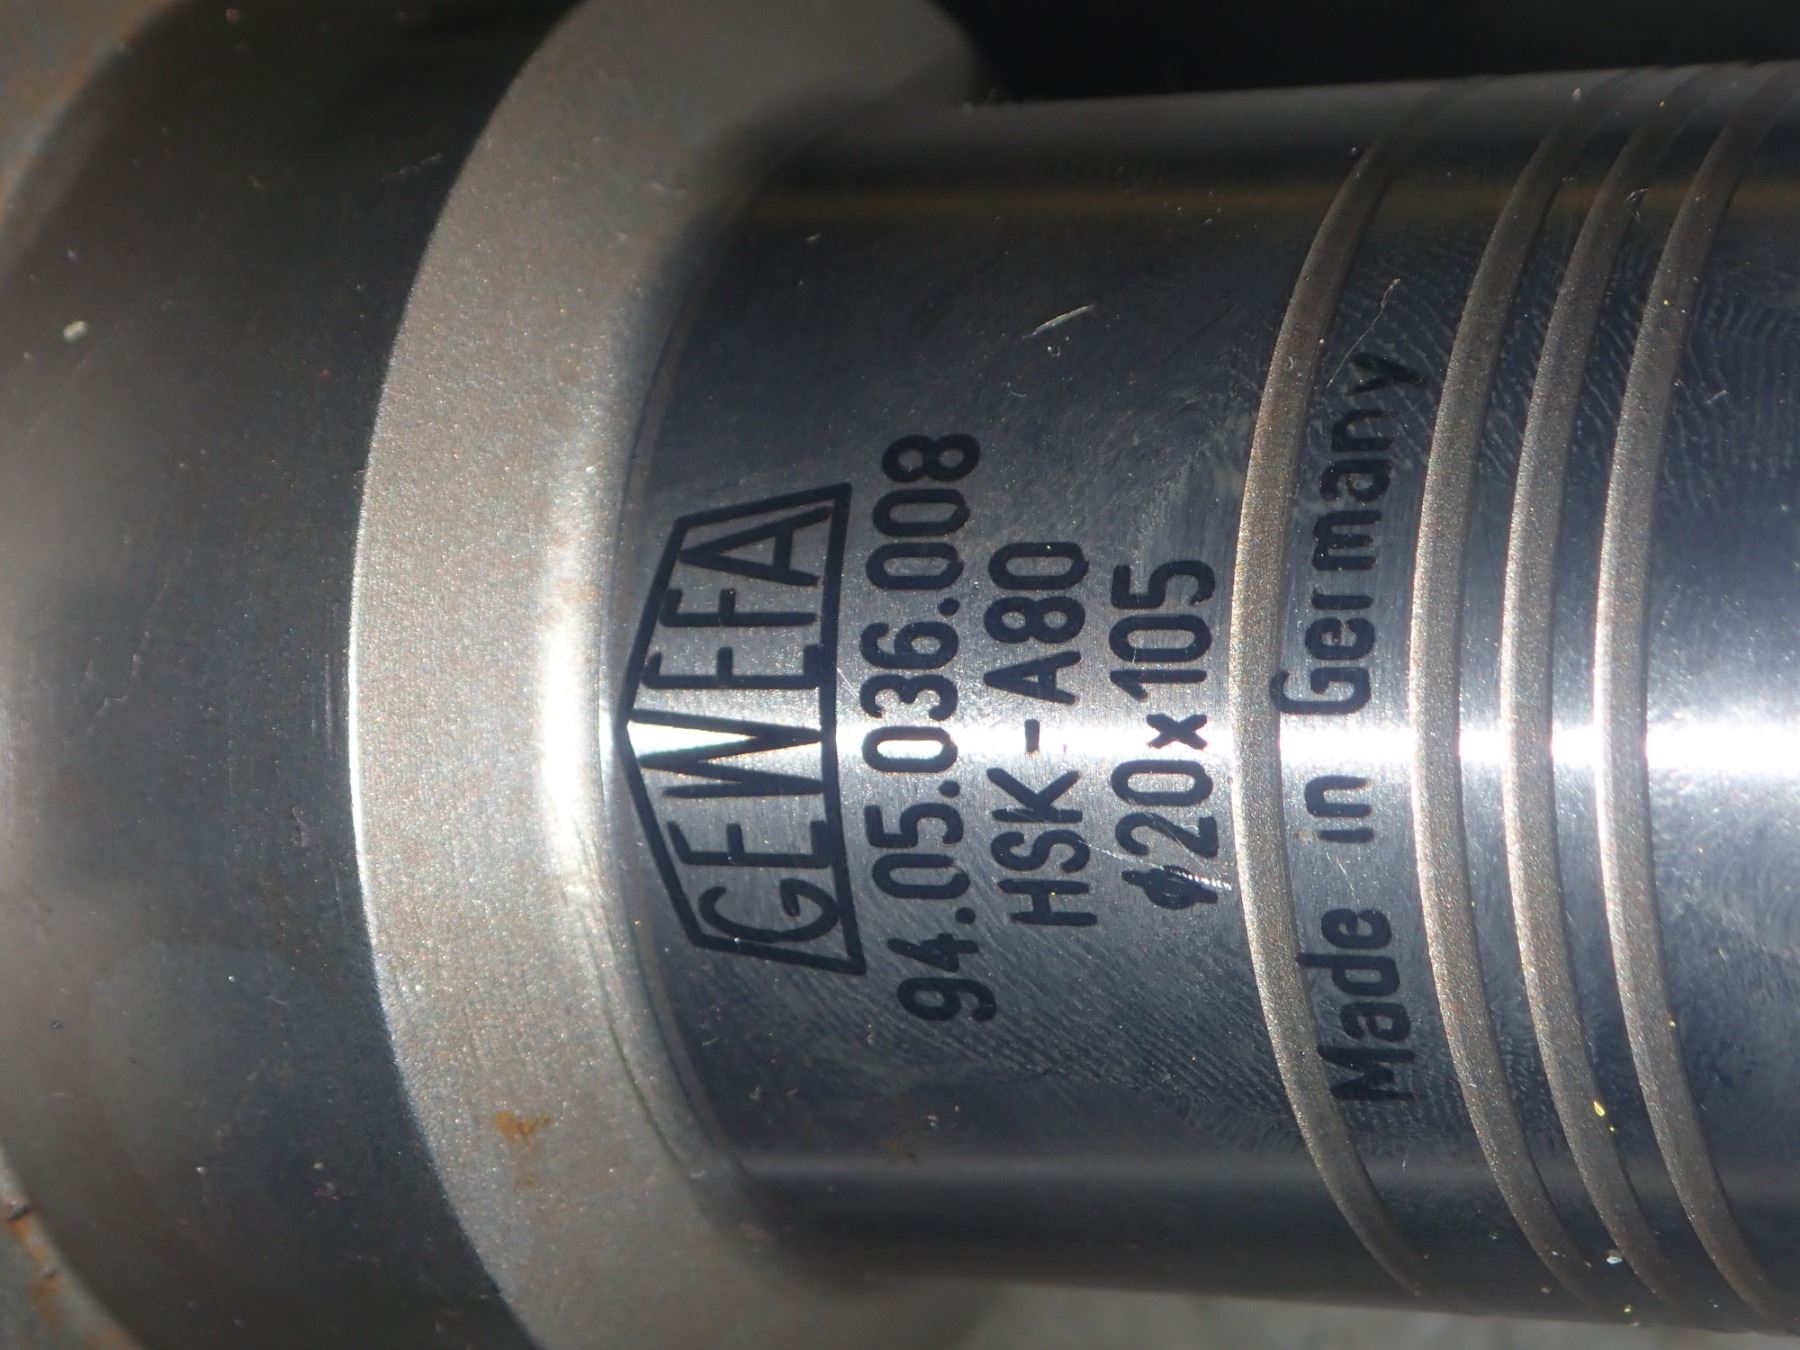 GEWEFA
94.05.036.008
HSK-A80
ϕ20x105
Made in Germany